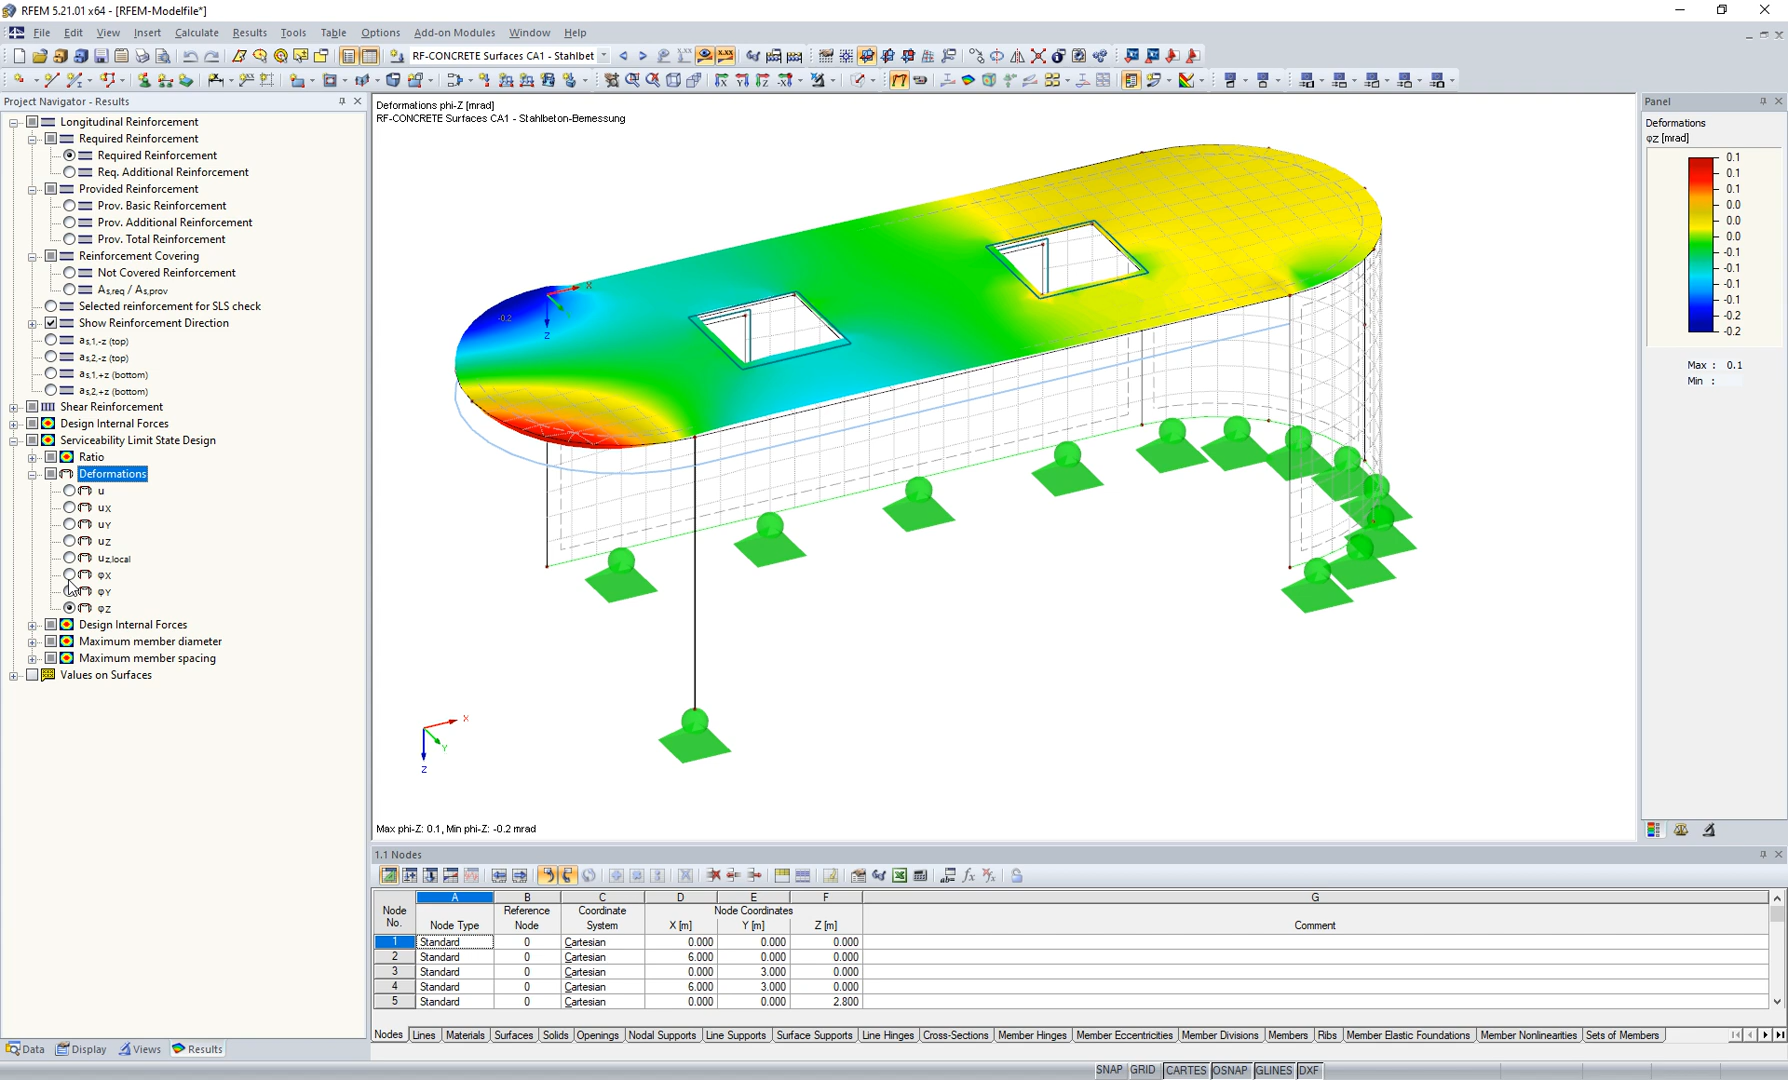 RFEM 5.21.01 x64 - [RFEM-Modelfile*]
File Edit View Insert Calculate Results Tools Table Options Add-on Modules Window Help
RF-CONCRETE Surfaces CA1 - Stahlbet
Project Navigator - Results
Longitudinal Reinforcement
Required Reinforcement
Required Reinforcement
Req. Additional Reinforcement
Provided Reinforcement
Prov. Basic Reinforcement
Prov. Additional Reinforcement
Prov. Total Reinforcement
Reinforcement Covering
Not Covered Reinforcement
As,req / As,prov
Selected reinforcement for SLS check
Show Reinforcement Direction
as,1,-z (top)
as,2,-z (top)
as,1,+z (bottom)
as,2,+z (bottom)
Shear Reinforcement
Design Internal Forces
Serviceability Limit State Design
Ratio
Deformations
u
uX
uY
uZ
uz,local
φX
φY
φZ
Design Internal Forces
Maximum member diameter
Maximum member spacing
Values on Surfaces
Data Display Views Results
Deformations phi-Z [mrad]
RF-CONCRETE Surfaces CA1 - Stahlbeton-Bemessung
-0.2
X
Z
X
Y
Z
Max phi-Z: 0.1, Min phi-Z: -0.2 mrad
Panel
Deformations
φZ [mrad]
0.1
0.1
0.1
0.0
0.0
-0.0
-0.1
-0.1
-0.1
-0.1
-0.2
-0.2
Max : 0.1
Min :
1.1 Nodes
A B C D E F G
Node No. Node Type Reference Node Coordinate System Node Coordinates X [m] Y [m] Z [m] Comment
1 Standard 0 Cartesian 0.000 0.000 0.000
2 Standard 0 Cartesian 6.000 0.000 0.000
3 Standard 0 Cartesian 0.000 3.000 0.000
4 Standard 0 Cartesian 6.000 3.000 0.000
5 Standard 0 Cartesian 0.000 0.000 2.800
Nodes Lines Materials Surfaces Solids Openings Nodal Supports Line Supports Surface Supports Line Hinges Cross-Sections Member Hinges Member Eccentricities Member Divisions Members Ribs Member Elastic Foundations Member Nonlinearities Sets of Members
SNAP GRID CARTES OSNAP GLINES DXF